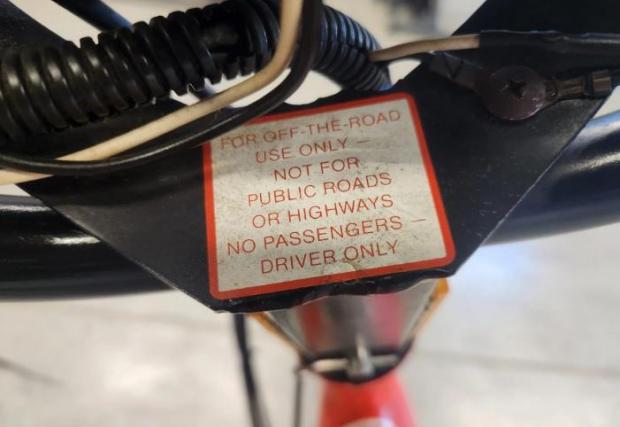 FOR OFF-THE-ROAD
USE ONLY —
NOT FOR
PUBLIC ROADS
OR HIGHWAYS
NO PASSENGERS —
DRIVER ONLY